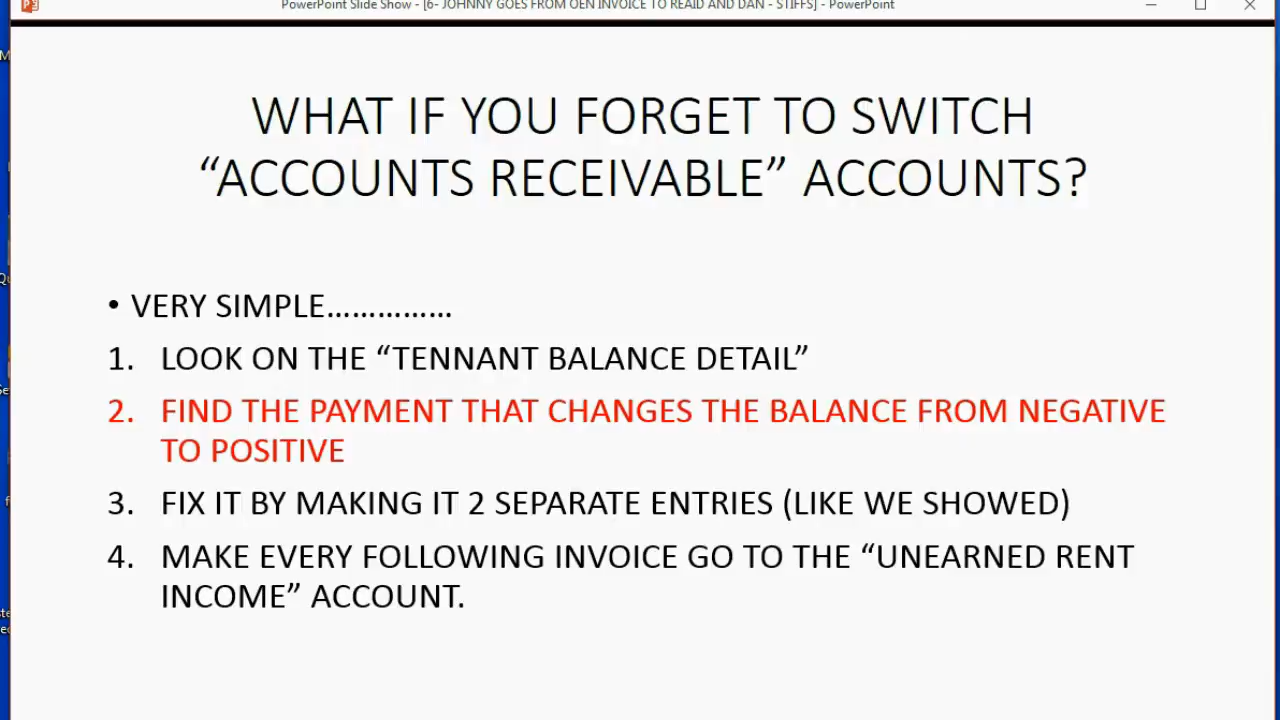 PowerPoint Slide Show - [6- JOHNNY GOES FROM OEN INVOICE TO REAID AND DAN - STIFFS] - PowerPoint
WHAT IF YOU FORGET TO SWITCH
“ACCOUNTS RECEIVABLE” ACCOUNTS?
• VERY SIMPLE……………
1. LOOK ON THE “TENNANT BALANCE DETAIL”
2. FIND THE PAYMENT THAT CHANGES THE BALANCE FROM NEGATIVE
TO POSITIVE
3. FIX IT BY MAKING IT 2 SEPARATE ENTRIES (LIKE WE SHOWED)
4. MAKE EVERY FOLLOWING INVOICE GO TO THE “UNEARNED RENT
INCOME” ACCOUNT.